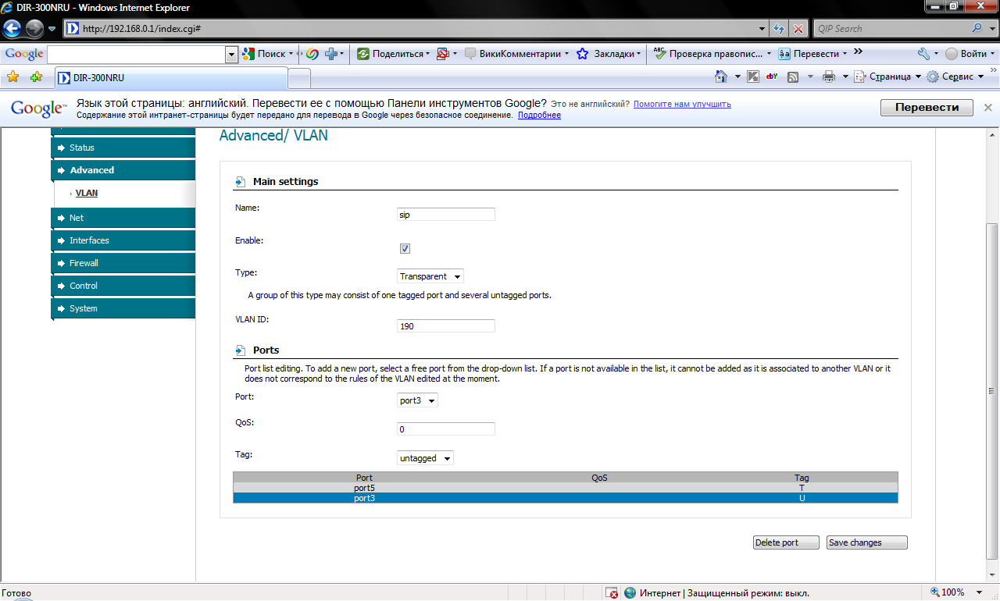 DIR-300NRU - Windows Internet Explorer
http://192.168.0.1/index.cgi#
QIP Search
Google Поиск Поделиться ВикиКомментарии Закладки ABC Проверка правопис... Перевести Войти
DIR-300NRU ebY Страница Сервис
Google™ Язык этой страницы: английский. Перевести ее с помощью Панели инструментов Google? Это не английский? Помогите нам улучшить
Содержание этой интранет-страницы будет передано для перевода в Google через безопасное соединение. Подробнее
Перевести
Status
Advanced
VLAN
Net
Interfaces
Firewall
Control
System
Advanced/ VLAN
Main settings
Name: sip
Enable:
Type: Transparent
A group of this type may consist of one tagged port and several untagged ports.
VLAN ID: 190
Ports
Port list editing. To add a new port, select a free port from the drop-down list. If a port is not available in the list, it cannot be added as it is associated to another VLAN or it
does not correspond to the rules of the VLAN edited at the moment.
Port: port3
QoS: 0
Tag: untagged
Port QoS Tag
port5 T
port3 U
Delete port Save changes
Готово Интернет | Защищенный режим: выкл. 100%